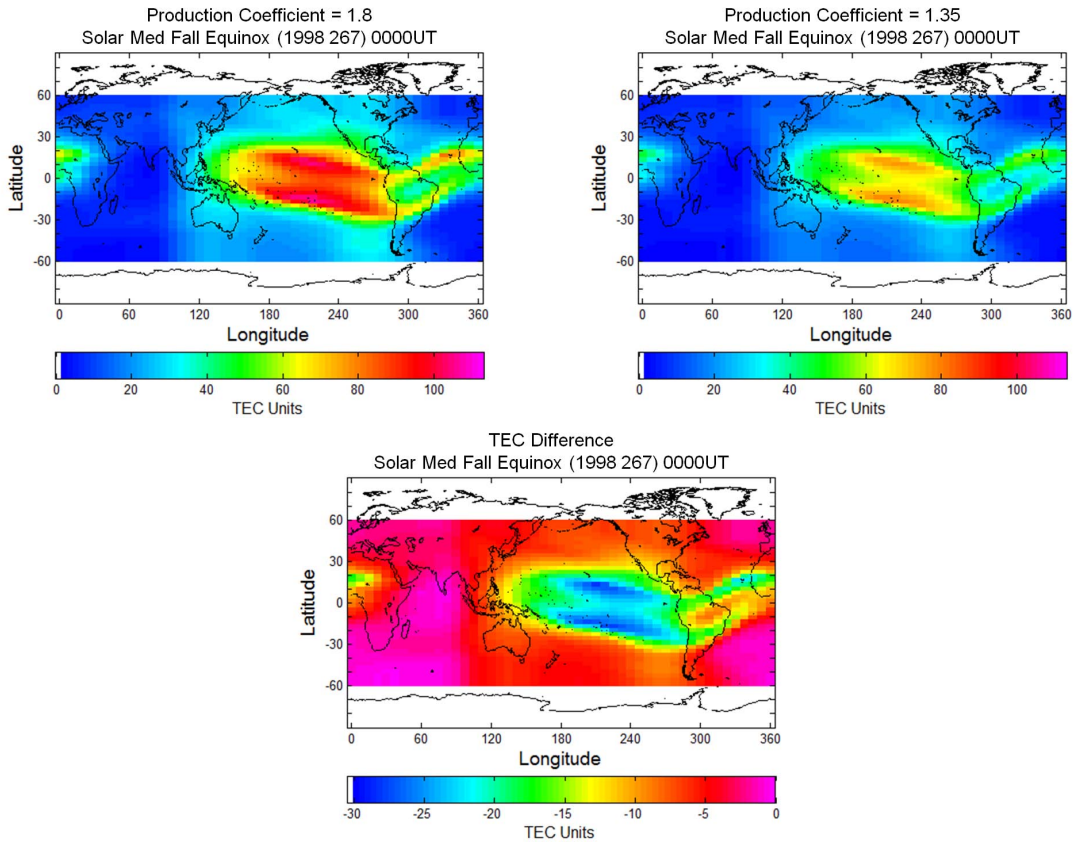 Production Coefficient = 1.8
Solar Med Fall Equinox (1998 267) 0000UT
Latitude
60
30
0
-30
-60
0 60 120 180 240 300 360
Longitude
0 20 40 60 80 100
TEC Units
Production Coefficient = 1.35
Solar Med Fall Equinox (1998 267) 0000UT
Latitude
60
30
0
-30
-60
0 60 120 180 240 300 360
Longitude
0 20 40 60 80 100
TEC Units
TEC Difference
Solar Med Fall Equinox (1998 267) 0000UT
Latitude
60
30
0
-30
-60
0 60 120 180 240 300 360
Longitude
-30 -25 -20 -15 -10 -5 0
TEC Units